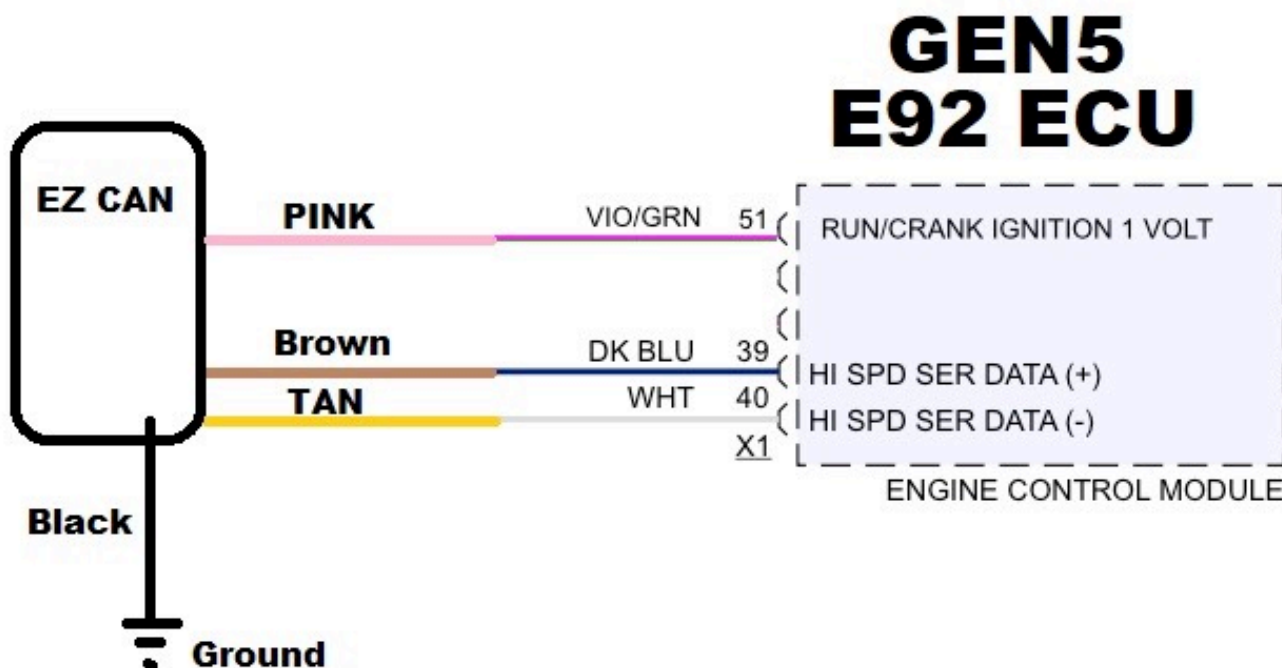 GEN5
E92 ECU
EZ CAN
PINK
VIO/GRN
51
RUN/CRANK IGNITION 1 VOLT
Brown
DK BLU
39
HI SPD SER DATA (+)
TAN
WHT
40
HI SPD SER DATA (-)
X1
ENGINE CONTROL MODULE
Black
Ground